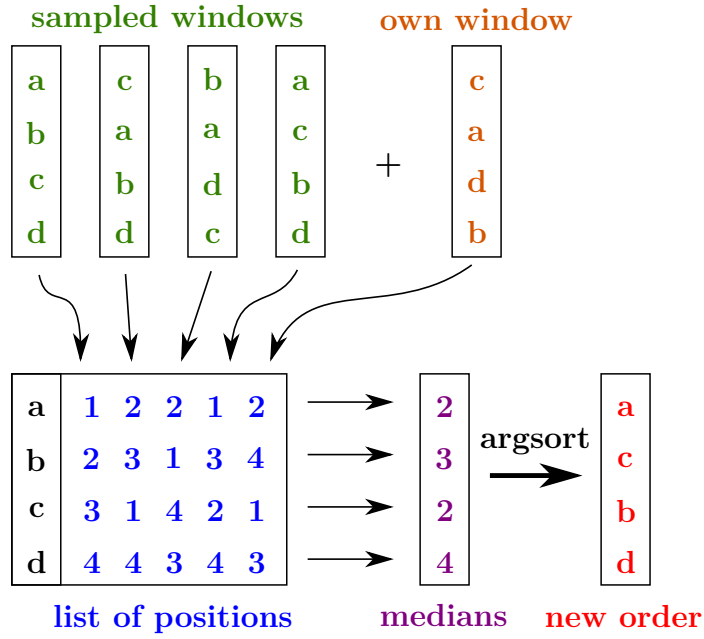 sampled windows own window
a c b a c
b a a c + a
c b d b d
d d c d b
a 1 2 2 1 2 2 a
b 2 3 1 3 4 3 argsort c
c 3 1 4 2 1 2 b
d 4 4 3 4 3 4 d
list of positions medians new order